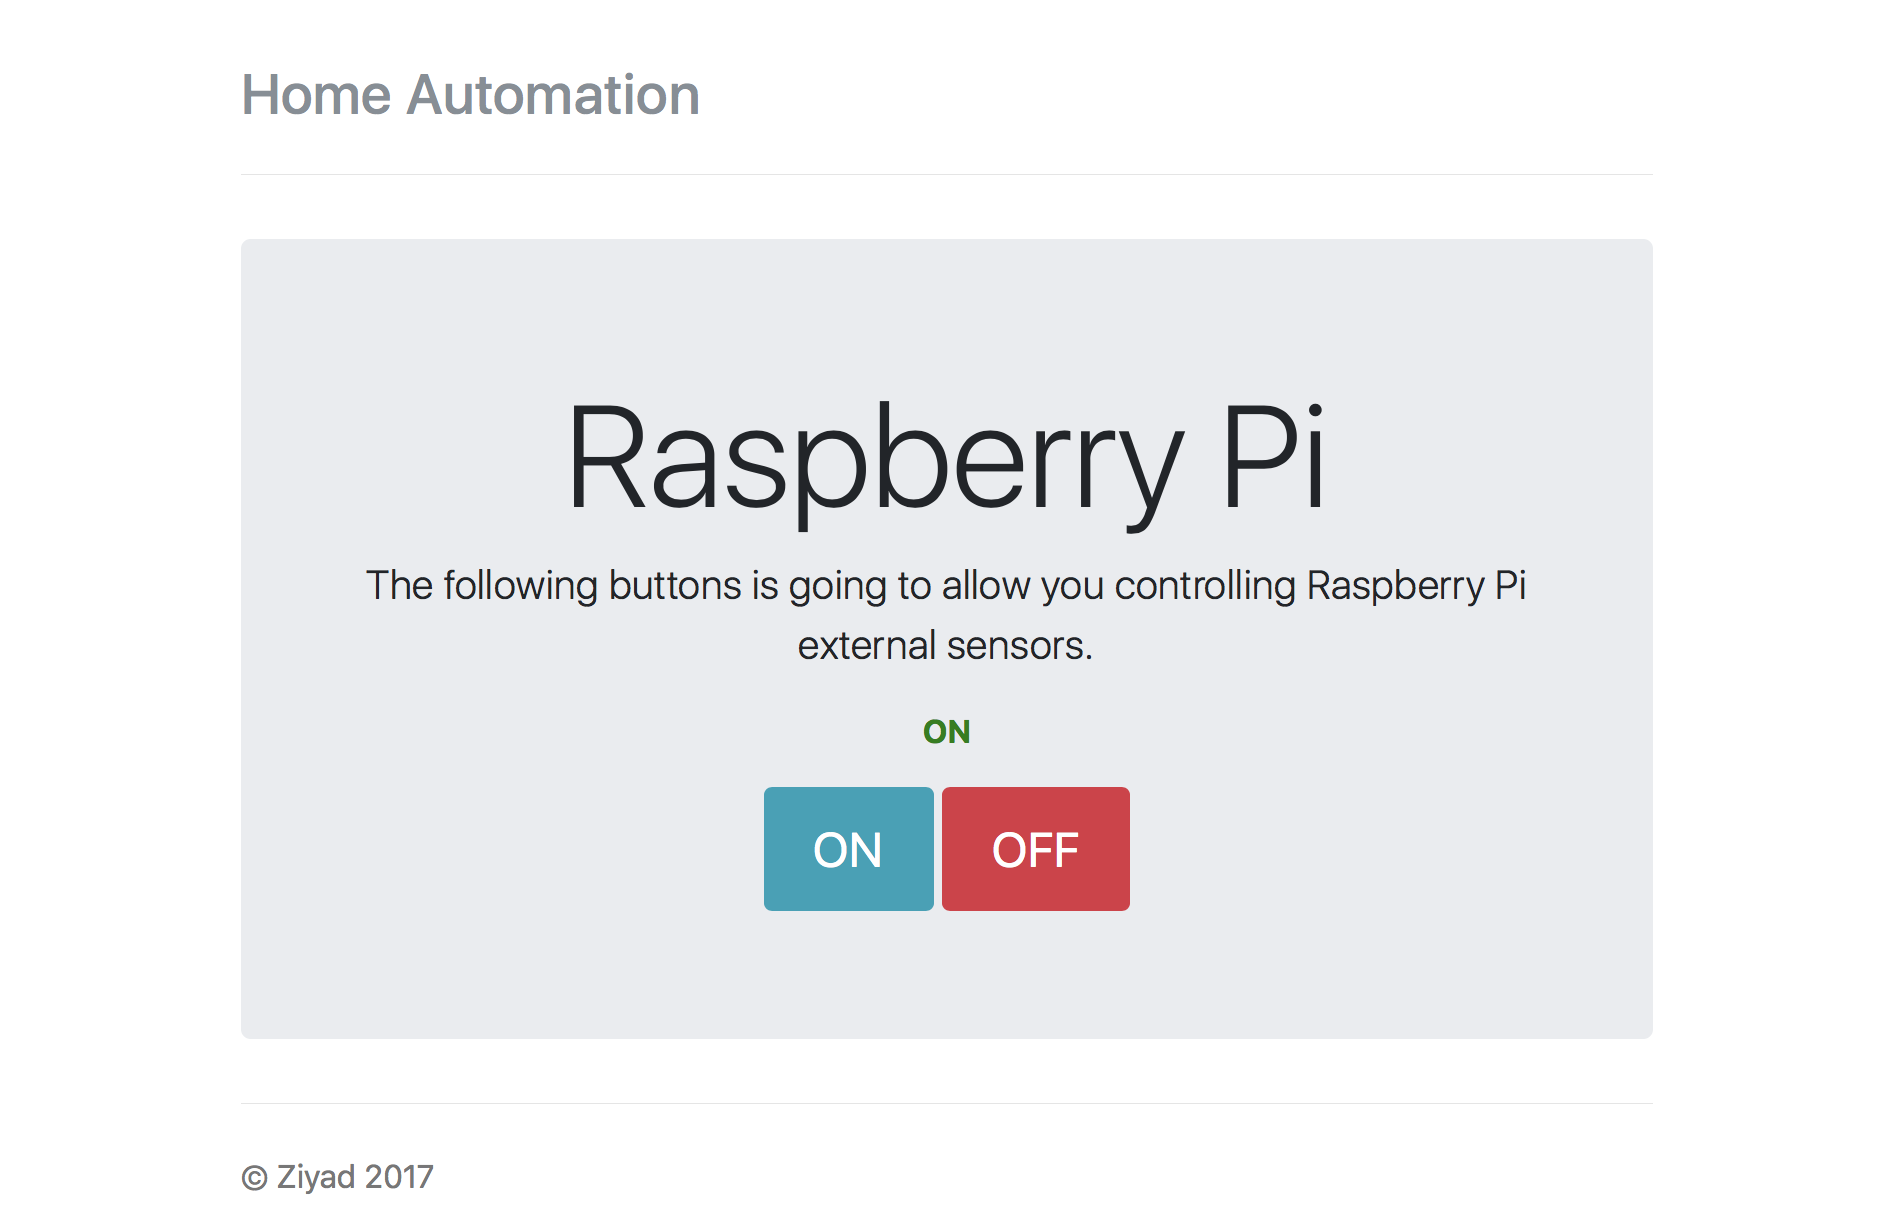 Home Automation
Raspberry Pi
The following buttons is going to allow you controlling Raspberry Pi
external sensors.
ON
ON OFF
© Ziyad 2017